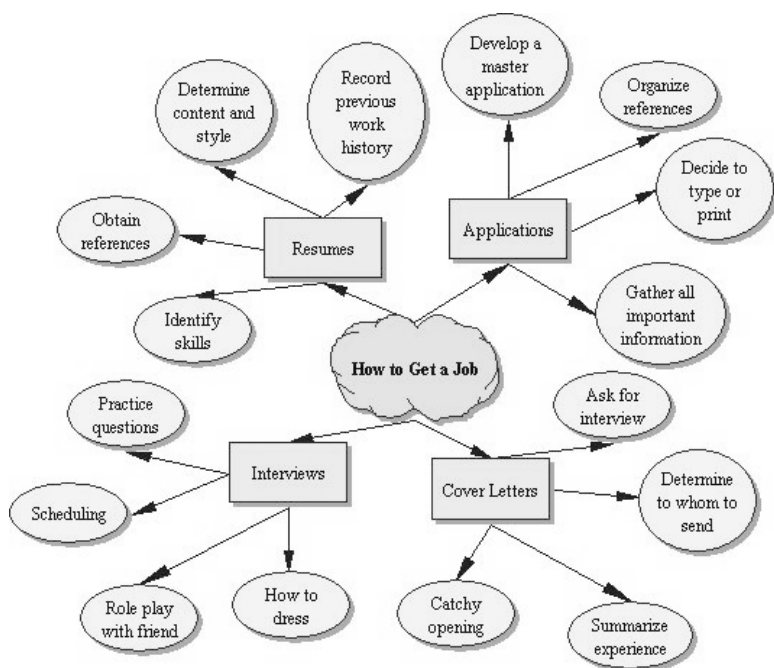 Determine
content and
style
Record
previous
work
history
Develop a
master
application
Organize
references
Decide to
type or
print
Obtain
references
Resumes
Applications
Identify
skills
Gather all
important
information
How to Get a Job
Practice
questions
Ask for
interview
Interviews
Cover Letters
Scheduling
Determine
to whom to
send
Role play
with friend
How to
dress
Catchy
opening
Summarize
experience